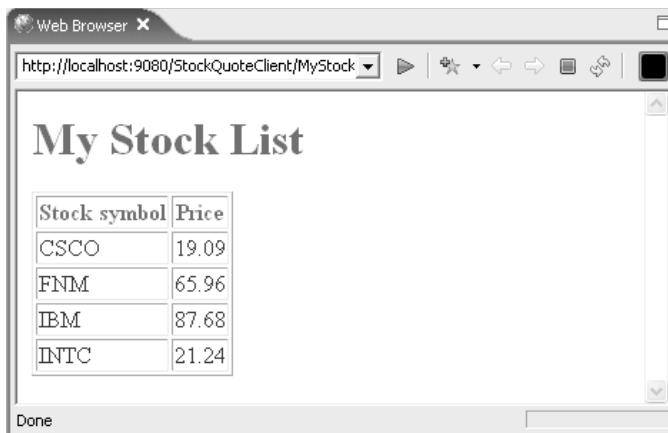 Web Browser
http://localhost:9080/StockQuoteClient/MyStock
My Stock List
Stock symbol Price
CSCO 19.09
FNM 65.96
IBM 87.68
INTC 21.24
Done